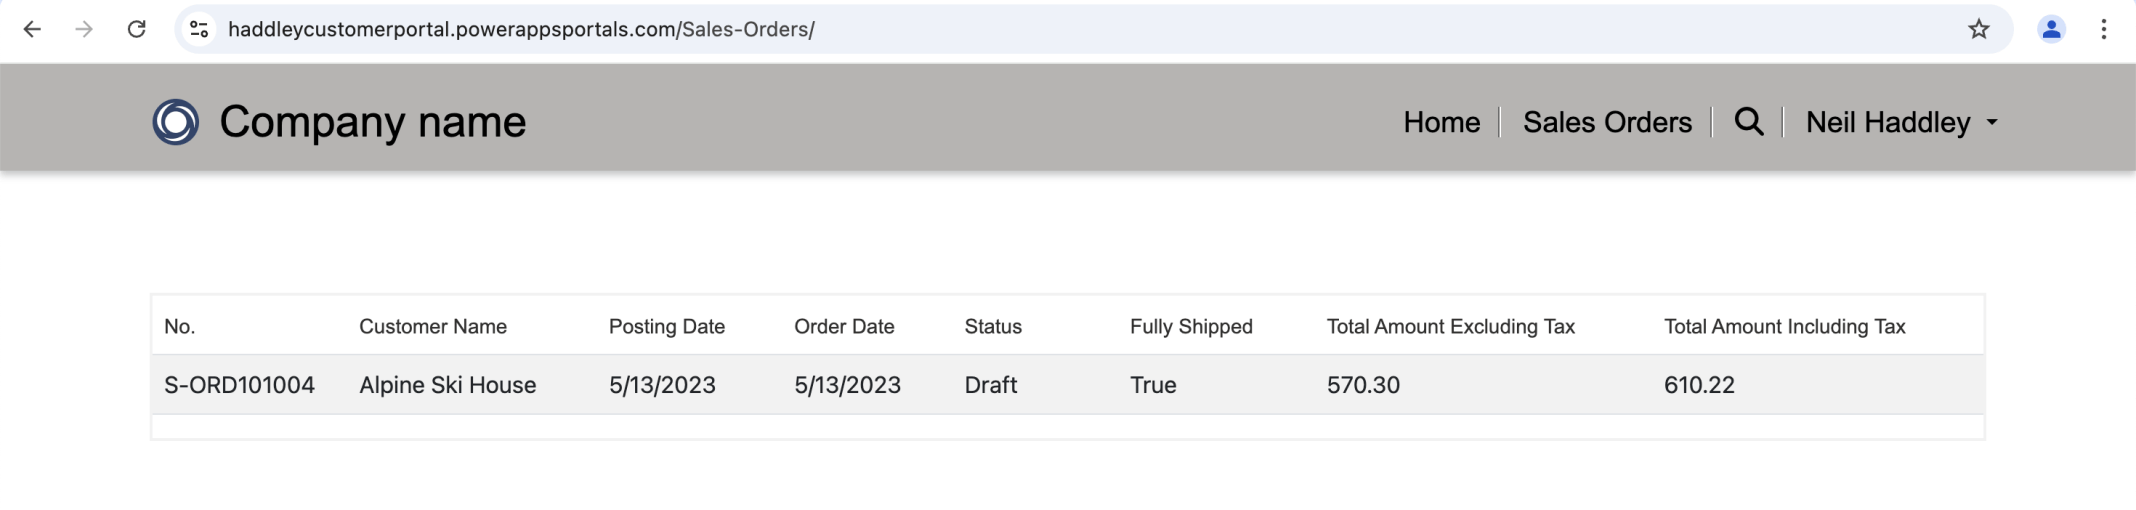 haddleycustomerportal.powerappsportals.com/Sales-Orders/
Company name Home Sales Orders Neil Haddley
No. Customer Name Posting Date Order Date Status Fully Shipped Total Amount Excluding Tax Total Amount Including Tax
S-ORD101004 Alpine Ski House 5/13/2023 5/13/2023 Draft True 570.30 610.22